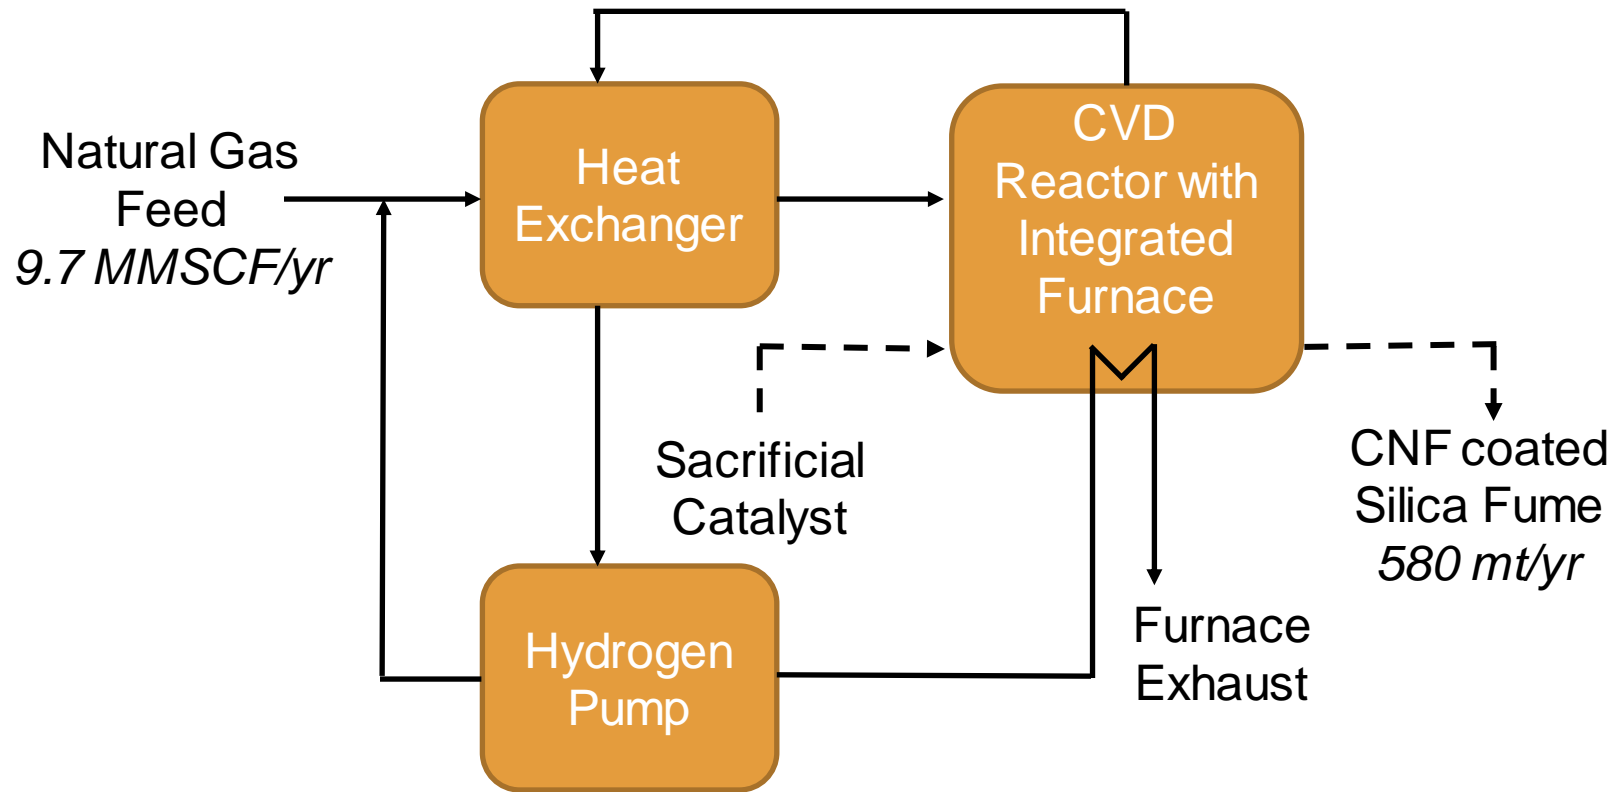 Natural Gas
Feed
9.7 MMSCF/yr
Heat
Exchanger
CVD
Reactor with
Integrated
Furnace
Sacrificial
Catalyst
CNF coated
Silica Fume
580 mt/yr
Hydrogen
Pump
Furnace
Exhaust